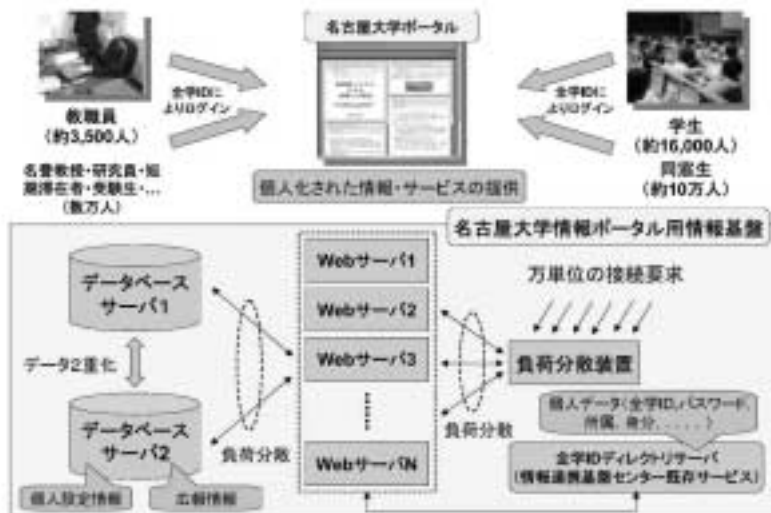 名古屋大学ポータル
全学IDに
よりログイン
全学IDに
よりログイン
教職員
(約3,500人)
名誉教授・研究員・短
期滞在者・受験生・...
(数万人)
学生
(約16,000人)
同窓生
(約10万人)
個人化された情報・サービスの提供
名古屋大学情報ポータル用情報基盤
データベース
サーバ1
データ2重化
データベース
サーバ2
個人設定情報
広報情報
負荷分散
Webサーバ1
Webサーバ2
Webサーバ3
WebサーバN
負荷分散
万単位の接続要求
負荷分散装置
個人データ(全学ID,パスワード,
所属,身分,.....)
全学IDディレクトリサーバ
(情報連携基盤センター既存サービス)